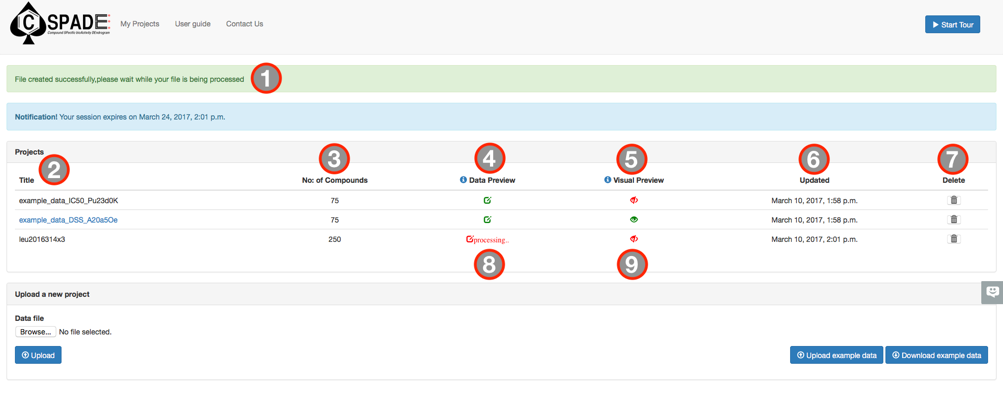 C SPADE
Compound SPecific bioActivity DEndrogram
My Projects
User guide
Contact Us
Start Tour
File created successfully,please wait while your file is being processed
1
Notification! Your session expires on March 24, 2017, 2:01 p.m.
Projects
2 3 4 5 6 7
Title No: of Compounds Data Preview Visual Preview Updated Delete
example_data_IC50_Pu23d0K 75 March 10, 2017, 1:58 p.m.
example_data_DSS_A20a5Oe 75 March 10, 2017, 1:58 p.m.
leu2016314x3 250 processing.. March 10, 2017, 2:01 p.m.
8 9
Upload a new project
Data file
Browse... No file selected.
Upload
Upload example data
Download example data